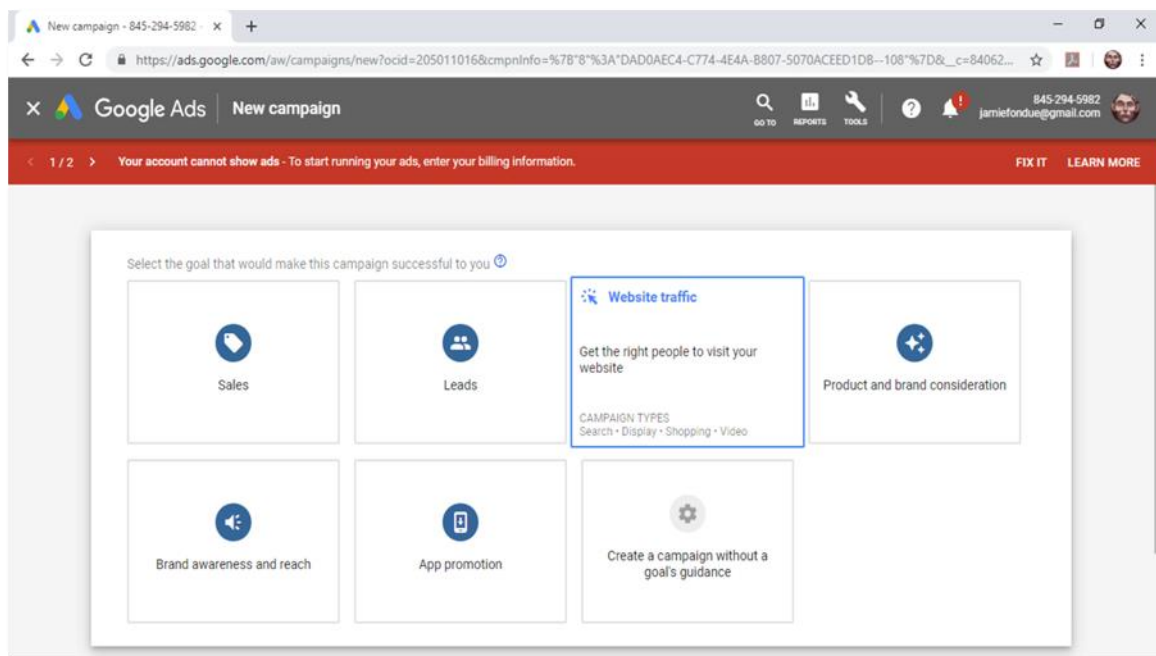 New campaign - 845-294-5982 -
https://ads.google.com/aw/campaigns/new?ocid=205011016&cmpnInfo=%7B"8"%3A"DAD0AEC4-C774-4E4A-B807-5070ACEED1DB--108"%7D&__c=84062...
Google Ads New campaign
GO TO REPORTS TOOLS
845-294-5982
jamiefondue@gmail.com
1 / 2 Your account cannot show ads - To start running your ads, enter your billing information. FIX IT LEARN MORE
Select the goal that would make this campaign successful to you
Sales
Leads
Website traffic
Get the right people to visit your
website
CAMPAIGN TYPES
Search • Display • Shopping • Video
Product and brand consideration
Brand awareness and reach
App promotion
Create a campaign without a
goal's guidance